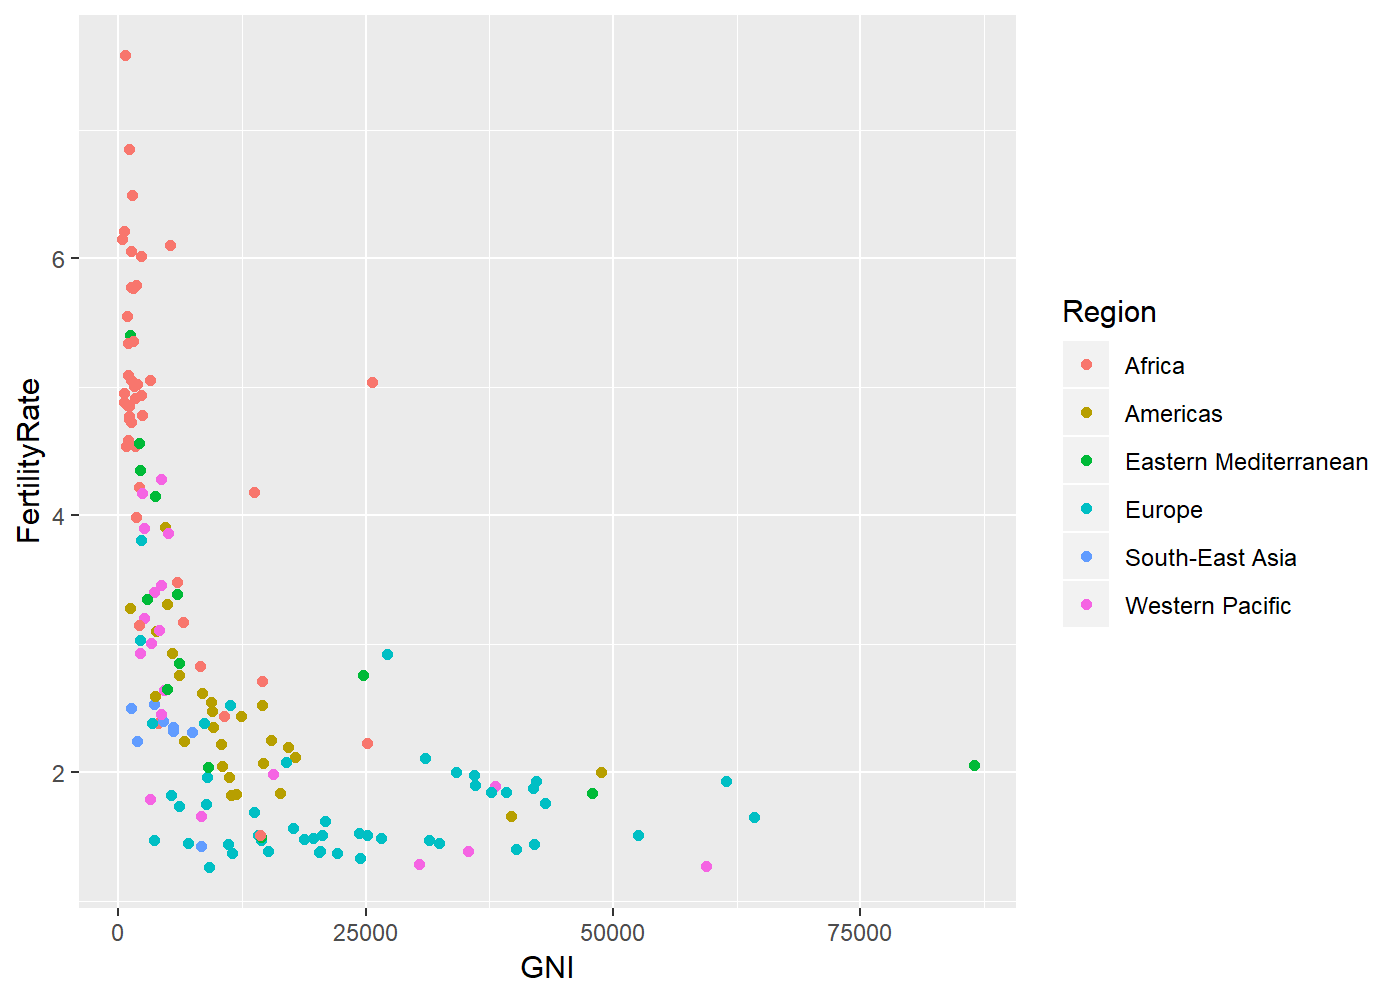 6
4
2
FertilityRate
0
25000
50000
75000
GNI
Region
Africa
Americas
Eastern Mediterranean
Europe
South-East Asia
Western Pacific